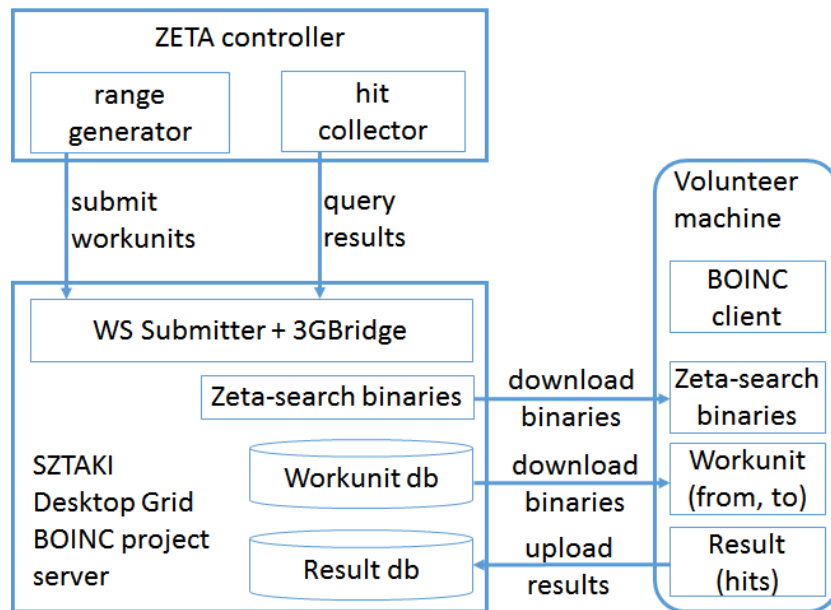 ZETA controller
range
generator
hit
collector
submit
workunits
query
results
Volunteer
machine
BOINC
client
WS Submitter + 3GBridge
Zeta-search binaries
download
binaries
Zeta-search
binaries
SZTAKI
Desktop Grid
BOINC project
server
Workunit db
download
binaries
Workunit
(from, to)
Result db
upload
results
Result
(hits)